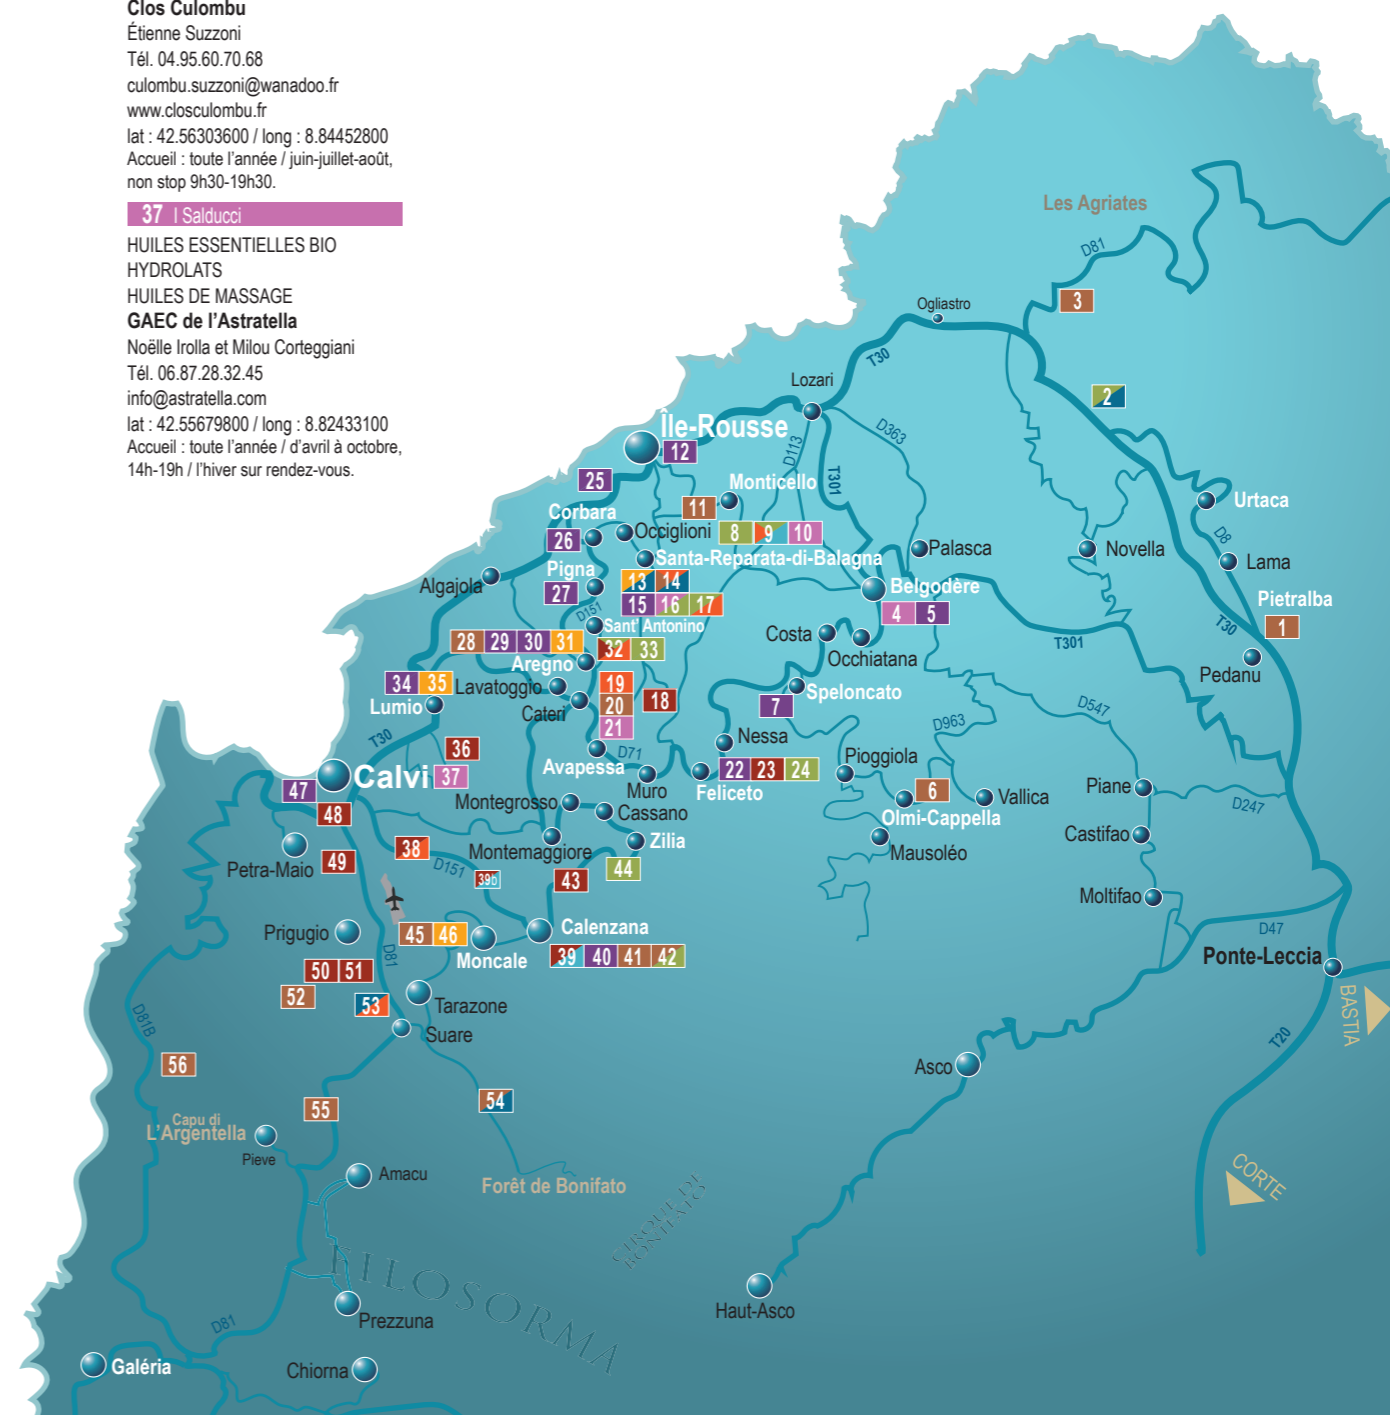 Clos Culombu
Étienne Suzzoni
Tél. 04.95.60.70.68
culombu.suzzoni@wanadoo.fr
www.closculombu.fr
lat : 42.56303600 / long : 8.84452800
Accueil : toute l'année / juin-juillet-août,
non stop 9h30-19h30.
37 I Salducci
HUILES ESSENTIELLES BIO
HYDROLATS
HUILES DE MASSAGE
GAEC de l'Astratella
Noëlle Irolla et Milou Corteggiani
Tél. 06.87.28.32.45
info@astratella.com
lat : 42.55679800 / long : 8.82433100
Accueil : toute l'année / d'avril à octobre,
14h-19h / l'hiver sur rendez-vous.
Les Agriates
D81
3
Ogliastro
T30
Lozari
2
Île-Rousse
12
D113
D363
25
T301
Monticello
11
Urtaca
Corbara
Occiglioni
8 9 10
26
D8
Palasca
Novella
Santa-Reparata-di-Balagna
Lama
Pigna
Algajola
13 14
27
Belgodère
15 16 17
4 5
Pietralba
D151
Sant' Antonino
T30
1
Costa
28 29 30 31
32 33
T301
Occhiatana
Aregno
Pedanu
34 35
Lavatoggio
19
Speloncato
18
20
7
Lumio
Cateri
21
D547
D963
T30
36
Nessa
D71
Pioggiola
Avapessa
22 23 24
Calvi
37
Muro
Feliceto
6
Vallica
Piane
47
Montegrosso
Cassano
Olmi-Cappella
D247
48
Castifao
38
Montemaggiore
Zilia
Mausoléo
49
Petra-Maio
D151
44
39b
43
Moltifao
Prigugio
45 46
Calenzana
D47
D81
Moncale
39 40 41 42
Ponte-Leccia
50 51
52
53
Tarazone
BASTIA
D81B
Suare
T20
56
Asco
54
55
Capu di
L'Argentella
Pieve
Amacu
Forêt de Bonifato
CORTE
CIRQUE DE
BONIFATO
FILOSORMA
Haut-Asco
Prezzuna
D81
Galéria
Chiorna